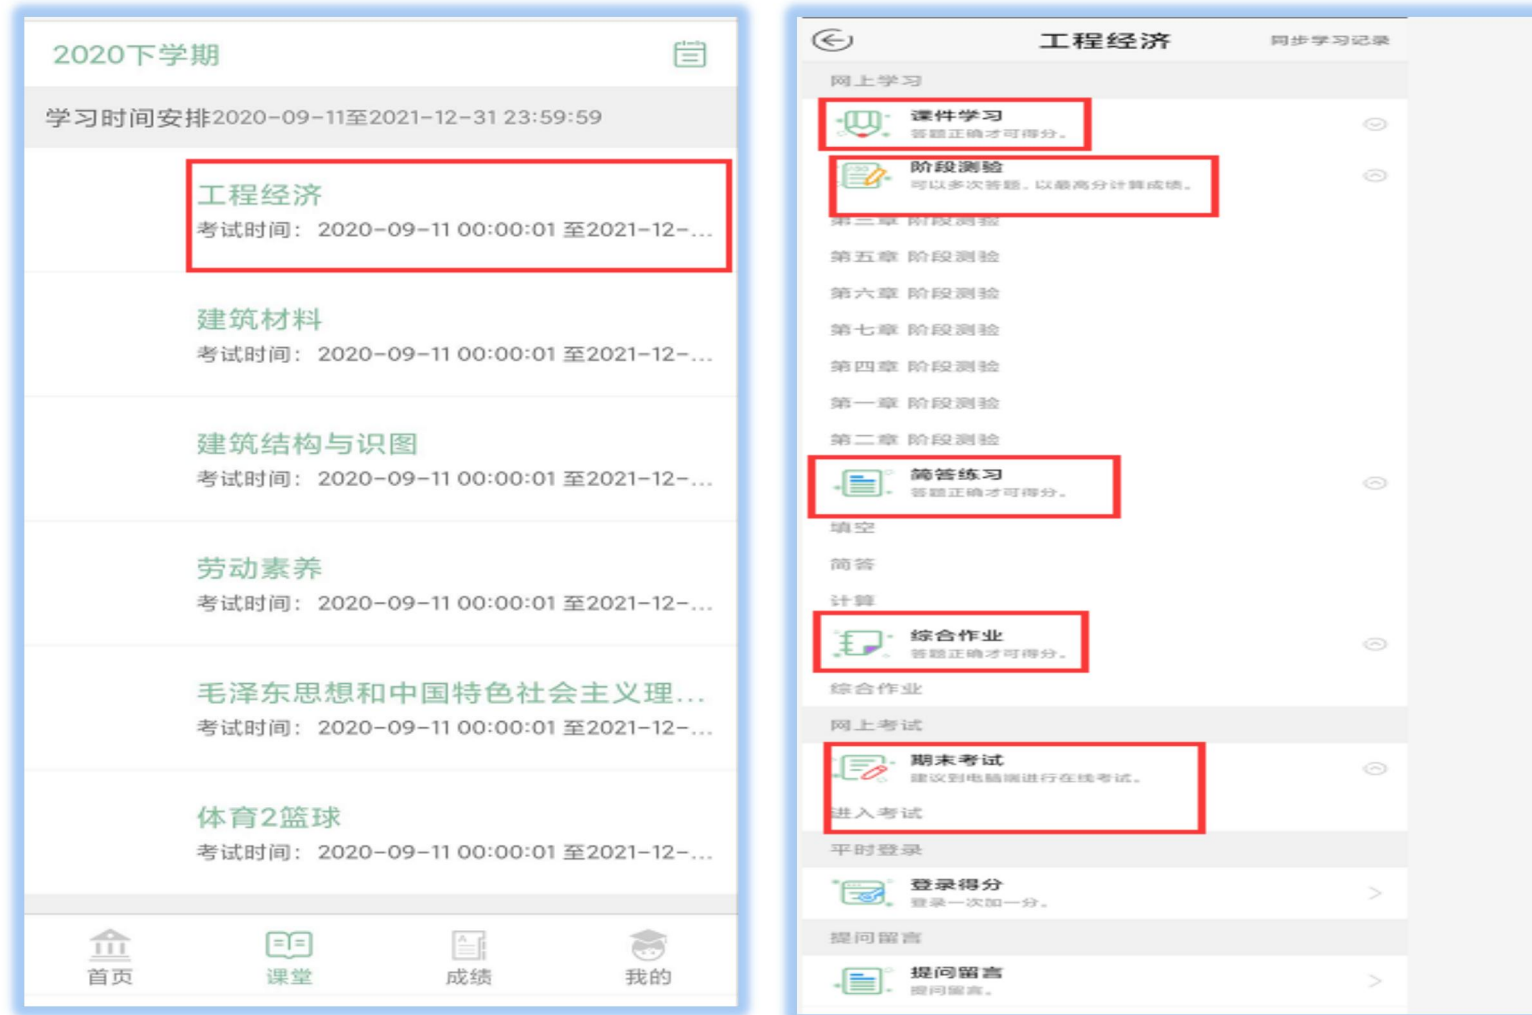 2020下学期
学习时间安排2020-09-11至2021-12-31 23:59:59
工程经济
考试时间：2020-09-11 00:00:01 至2021-12-...
建筑材料
考试时间：2020-09-11 00:00:01 至2021-12-...
建筑结构与识图
考试时间：2020-09-11 00:00:01 至2021-12-...
劳动素养
考试时间：2020-09-11 00:00:01 至2021-12-...
毛泽东思想和中国特色社会主义理...
考试时间：2020-09-11 00:00:01 至2021-12-...
体育2篮球
考试时间：2020-09-11 00:00:01 至2021-12-...
首页 课堂 成绩 我的
工程经济 同步学习记录
网上学习
课件学习
答题正确才可得分。
阶段测验
可以多次答题，以最高分计算成绩。
第三章 阶段测验
第五章 阶段测验
第六章 阶段测验
第七章 阶段测验
第四章 阶段测验
第一章 阶段测验
第二章 阶段测验
简答练习
答题正确才可得分。
填空
简答
计算
综合作业
答题正确才可得分。
综合作业
网上考试
期末考试
建议到电脑端进行在线考试。
进入考试
平时登录
登录得分
登录一次加一分。
提问留言
提问留言
提问留言。